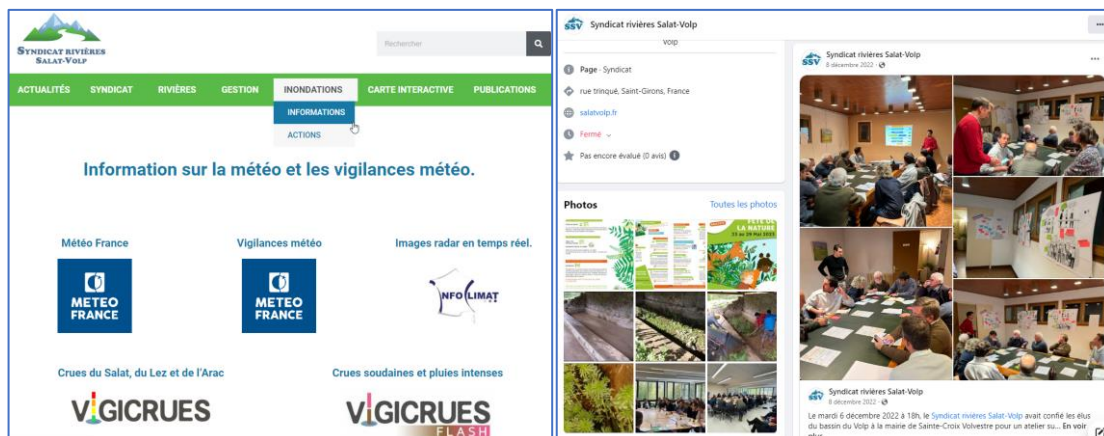 SYNDICAT RIVIÈRES
SALAT-VOLP
Rechercher
ACTUALITÉS SYNDICAT RIVIÈRES GESTION INONDATIONS CARTE INTERACTIVE PUBLICATIONS
INFORMATIONS
ACTIONS
Information sur la météo et les vigilances météo.
Météo France Vigilances météo Images radar en temps réel.
METEO
FRANCE
METEO
FRANCE
INFOCLIMAT
Crues du Salat, du Lez et de l'Arac Crues soudaines et pluies intenses
VIGICRUES
VIGICRUES
FLASH
SSV Syndicat rivières Salat-Volp
Volp
Page · Syndicat
rue trinqué, Saint-Girons, France
salatvolp.fr
Fermé
Pas encore évalué (0 avis)
Photos Toutes les photos
FÊTE DE
LA NATURE
SSV
Syndicat rivières Salat-Volp
8 décembre 2022 ·
SSV
Syndicat rivières Salat-Volp
8 décembre 2022 ·
Le mardi 6 décembre 2022 à 18h, le Syndicat rivières Salat-Volp avait confié les élus
du bassin du Volp à la mairie de Sainte-Croix Volvestre pour un atelier su... En voir
plus